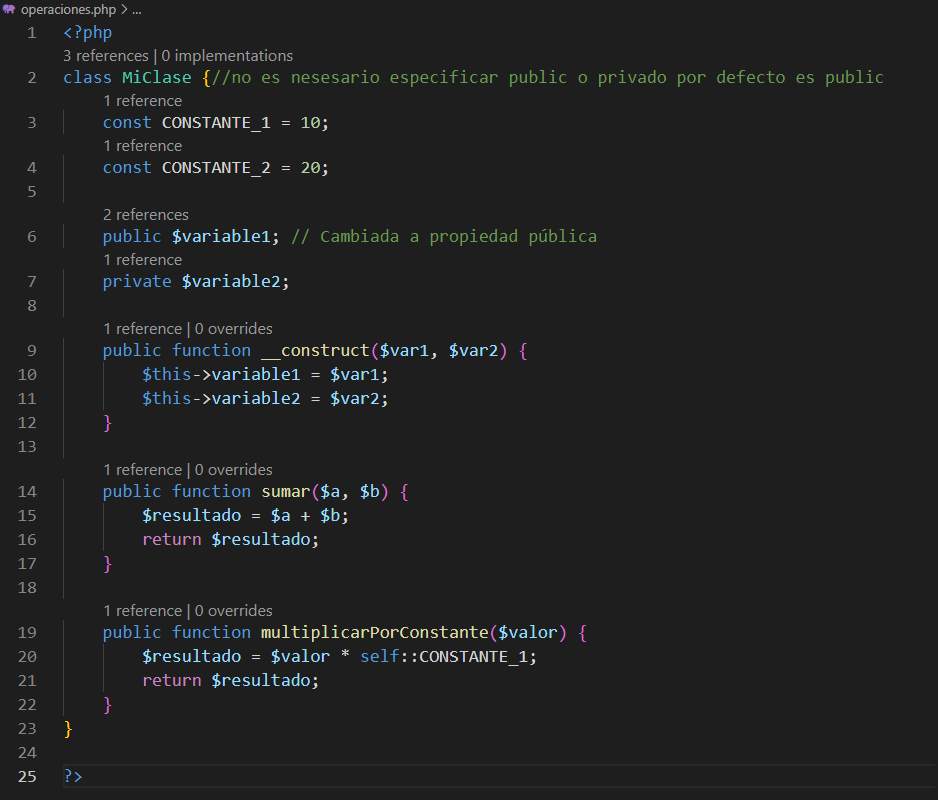 operaciones.php > ...
1 <?php
3 references | 0 implementations
2 class MiClase {//no es nesesario especificar public o privado por defecto es public
1 reference
3 const CONSTANTE_1 = 10;
1 reference
4 const CONSTANTE_2 = 20;
5
2 references
6 public $variable1; // Cambiada a propiedad pública
1 reference
7 private $variable2;
8
1 reference | 0 overrides
9 public function __construct($var1, $var2) {
10 $this->variable1 = $var1;
11 $this->variable2 = $var2;
12 }
13
1 reference | 0 overrides
14 public function sumar($a, $b) {
15 $resultado = $a + $b;
16 return $resultado;
17 }
18
1 reference | 0 overrides
19 public function multiplicarPorConstante($valor) {
20 $resultado = $valor * self::CONSTANTE_1;
21 return $resultado;
22 }
23 }
24
25 ?>